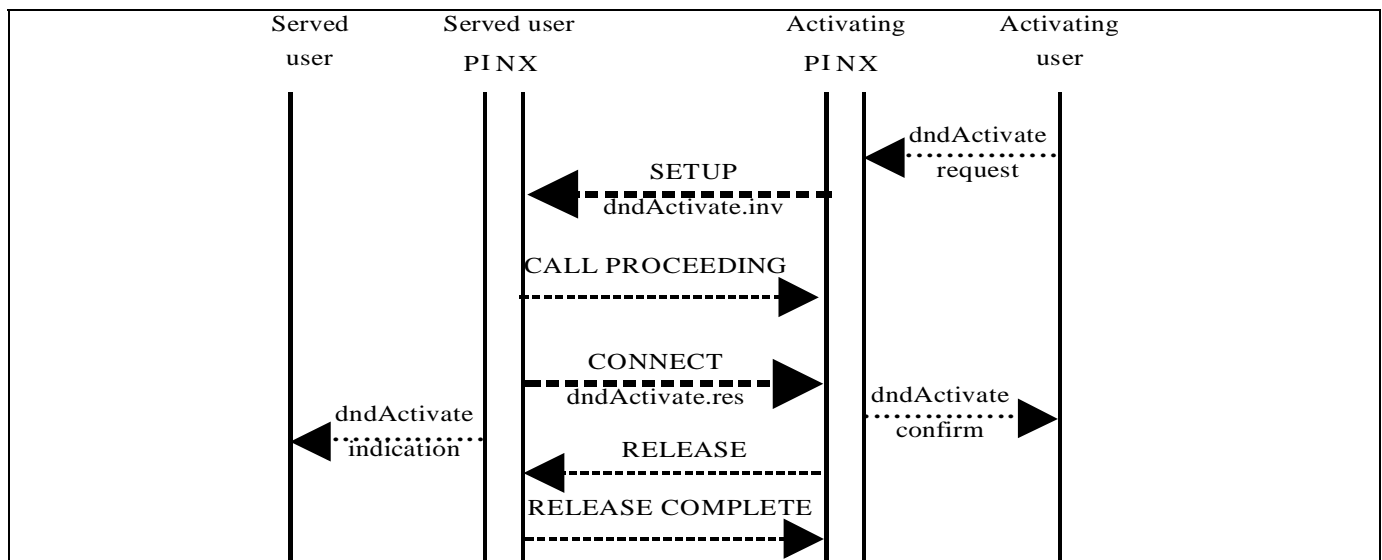 Served Served user Activating Activating
user PINX PINX user
dndActivate
request
SETUP
dndActivate.inv
CALL PROCEEDING
CONNECT
dndActivate.res
dndActivate
confirm
dndActivate
indication
RELEASE
RELEASE COMPLETE